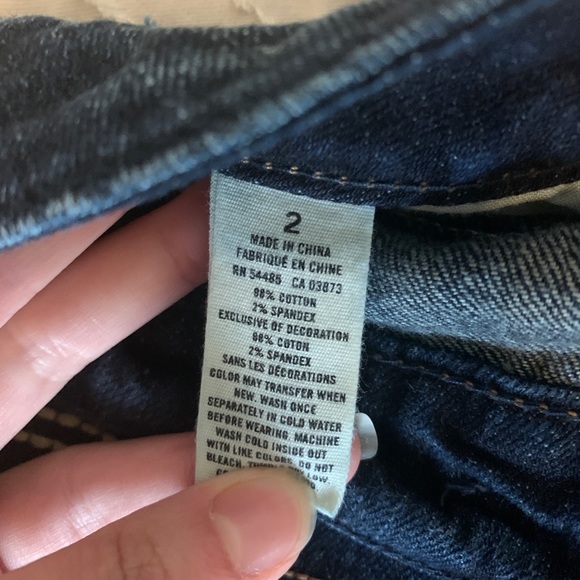 2
MADE IN CHINA
FABRIQUÉ EN CHINE
RN 54485 CA 03873
98% COTTON
2% SPANDEX
EXCLUSIVE OF DECORATION
98% COTON
2% SPANDEX
SANS LES DÉCORATIONS
COLOR MAY TRANSFER WHEN
NEW. WASH ONCE
SEPARATELY IN COLD WATER
BEFORE WEARING. MACHINE
WASH COLD INSIDE OUT
WITH LIKE COLORS. DO NOT
BLEACH. TUMBLE LOW.